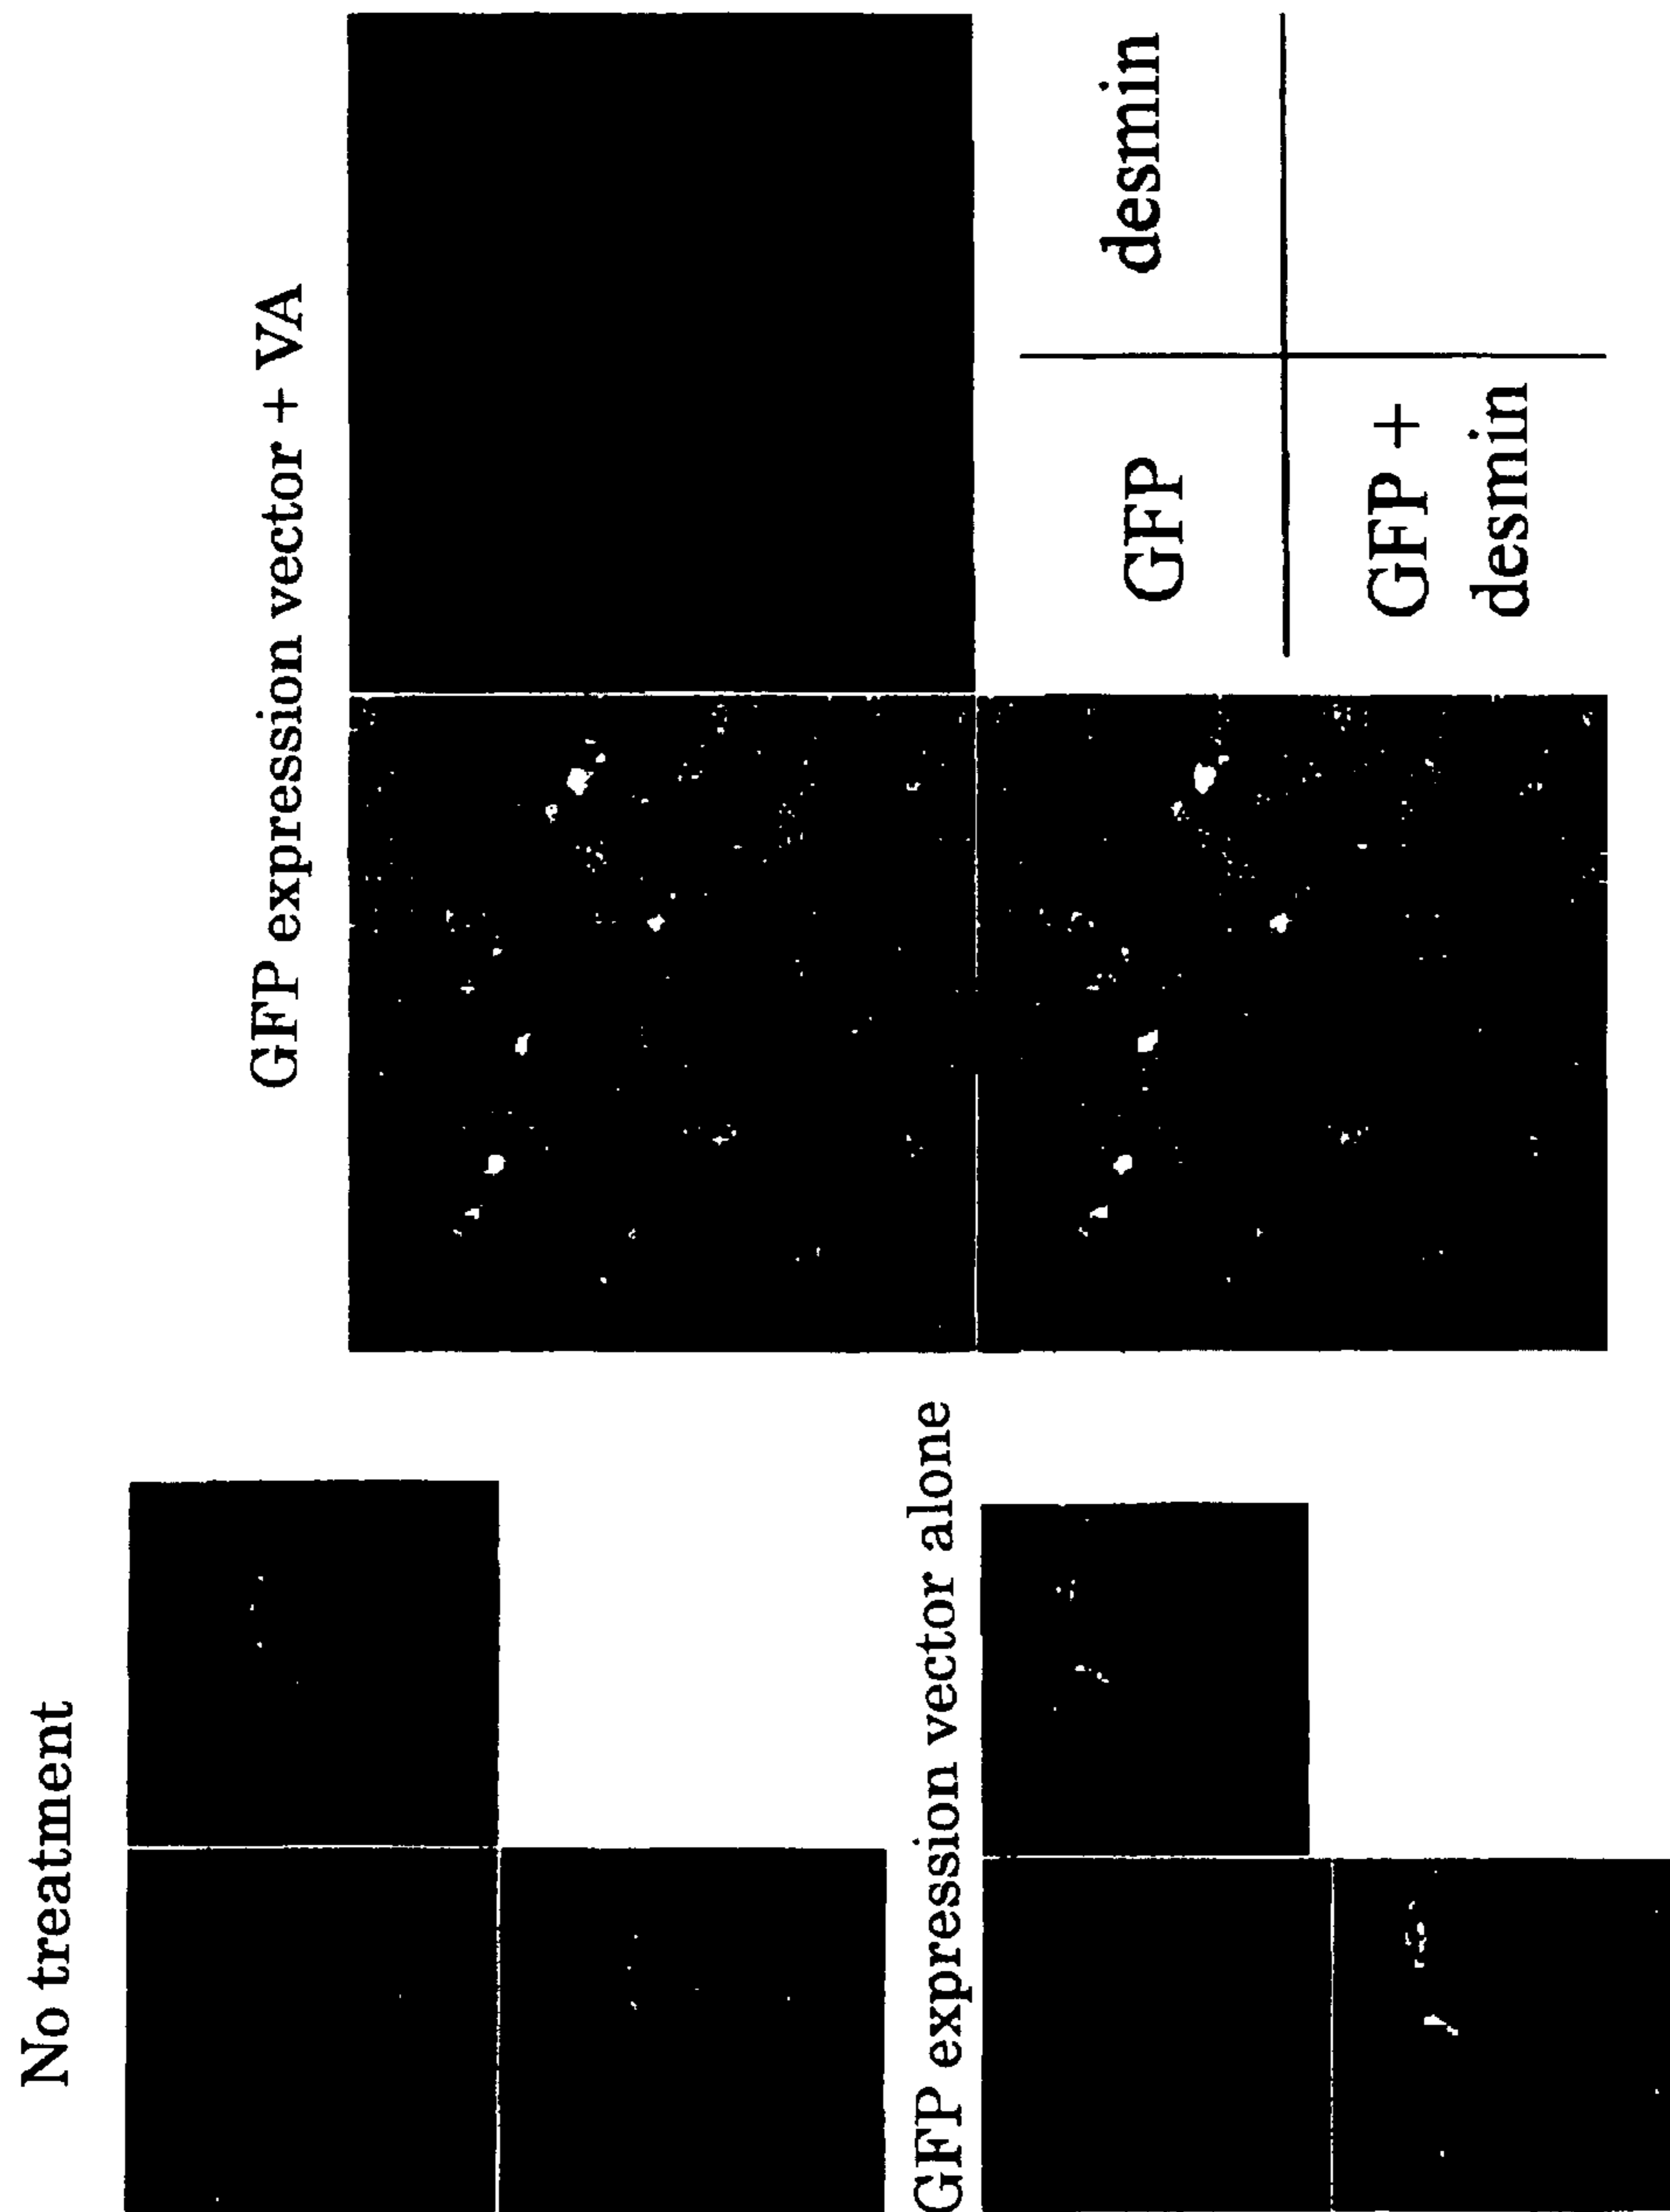 No treatment
GFP expression vector alone
GFP expression vector + VA
GFP
desmin
GFP +
desmin